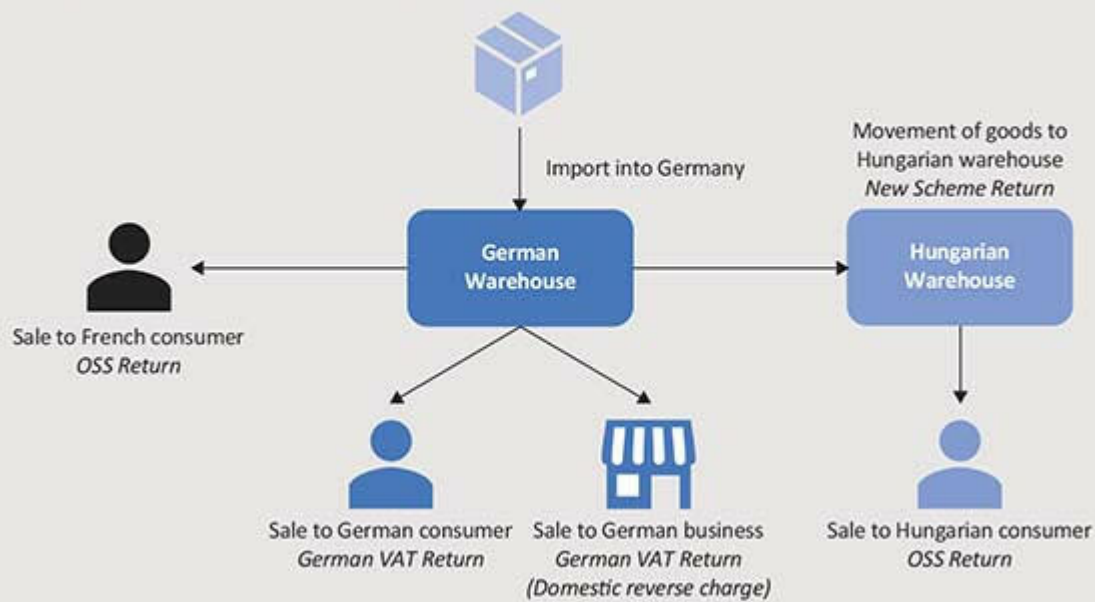 Import into Germany
Movement of goods to
Hungarian warehouse
New Scheme Return
German
Warehouse
Hungarian
Warehouse
Sale to French consumer
OSS Return
Sale to German consumer
German VAT Return
Sale to German business
German VAT Return
(Domestic reverse charge)
Sale to Hungarian consumer
OSS Return